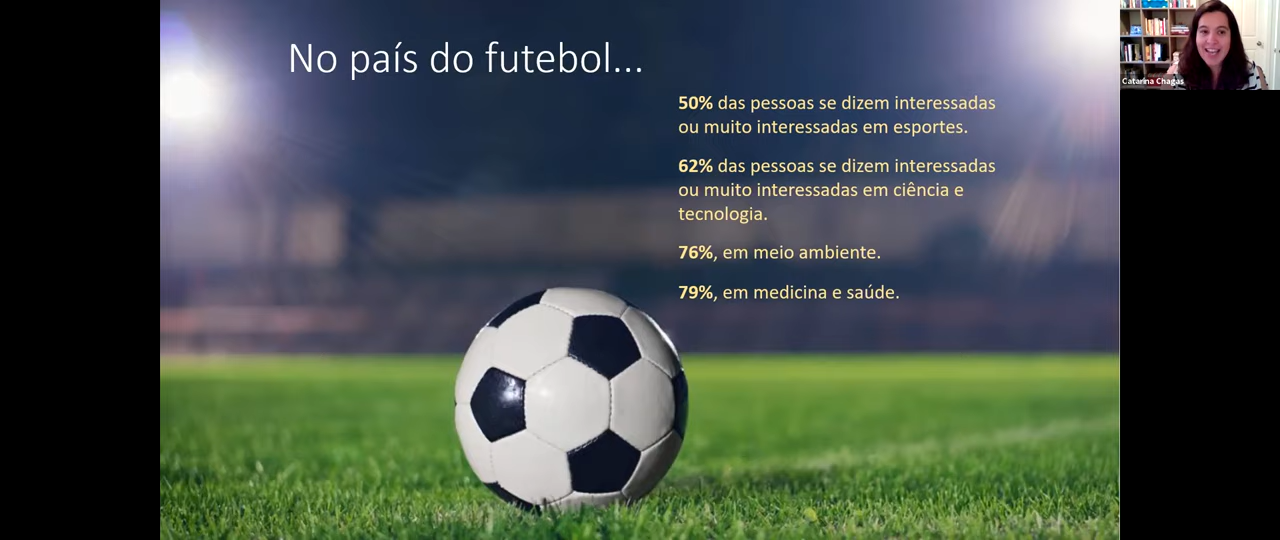 No país do futebol...
50% das pessoas se dizem interessadas
ou muito interessadas em esportes.
62% das pessoas se dizem interessadas
ou muito interessadas em ciência e
tecnologia.
76%, em meio ambiente.
79%, em medicina e saúde.
Catarina Chagas